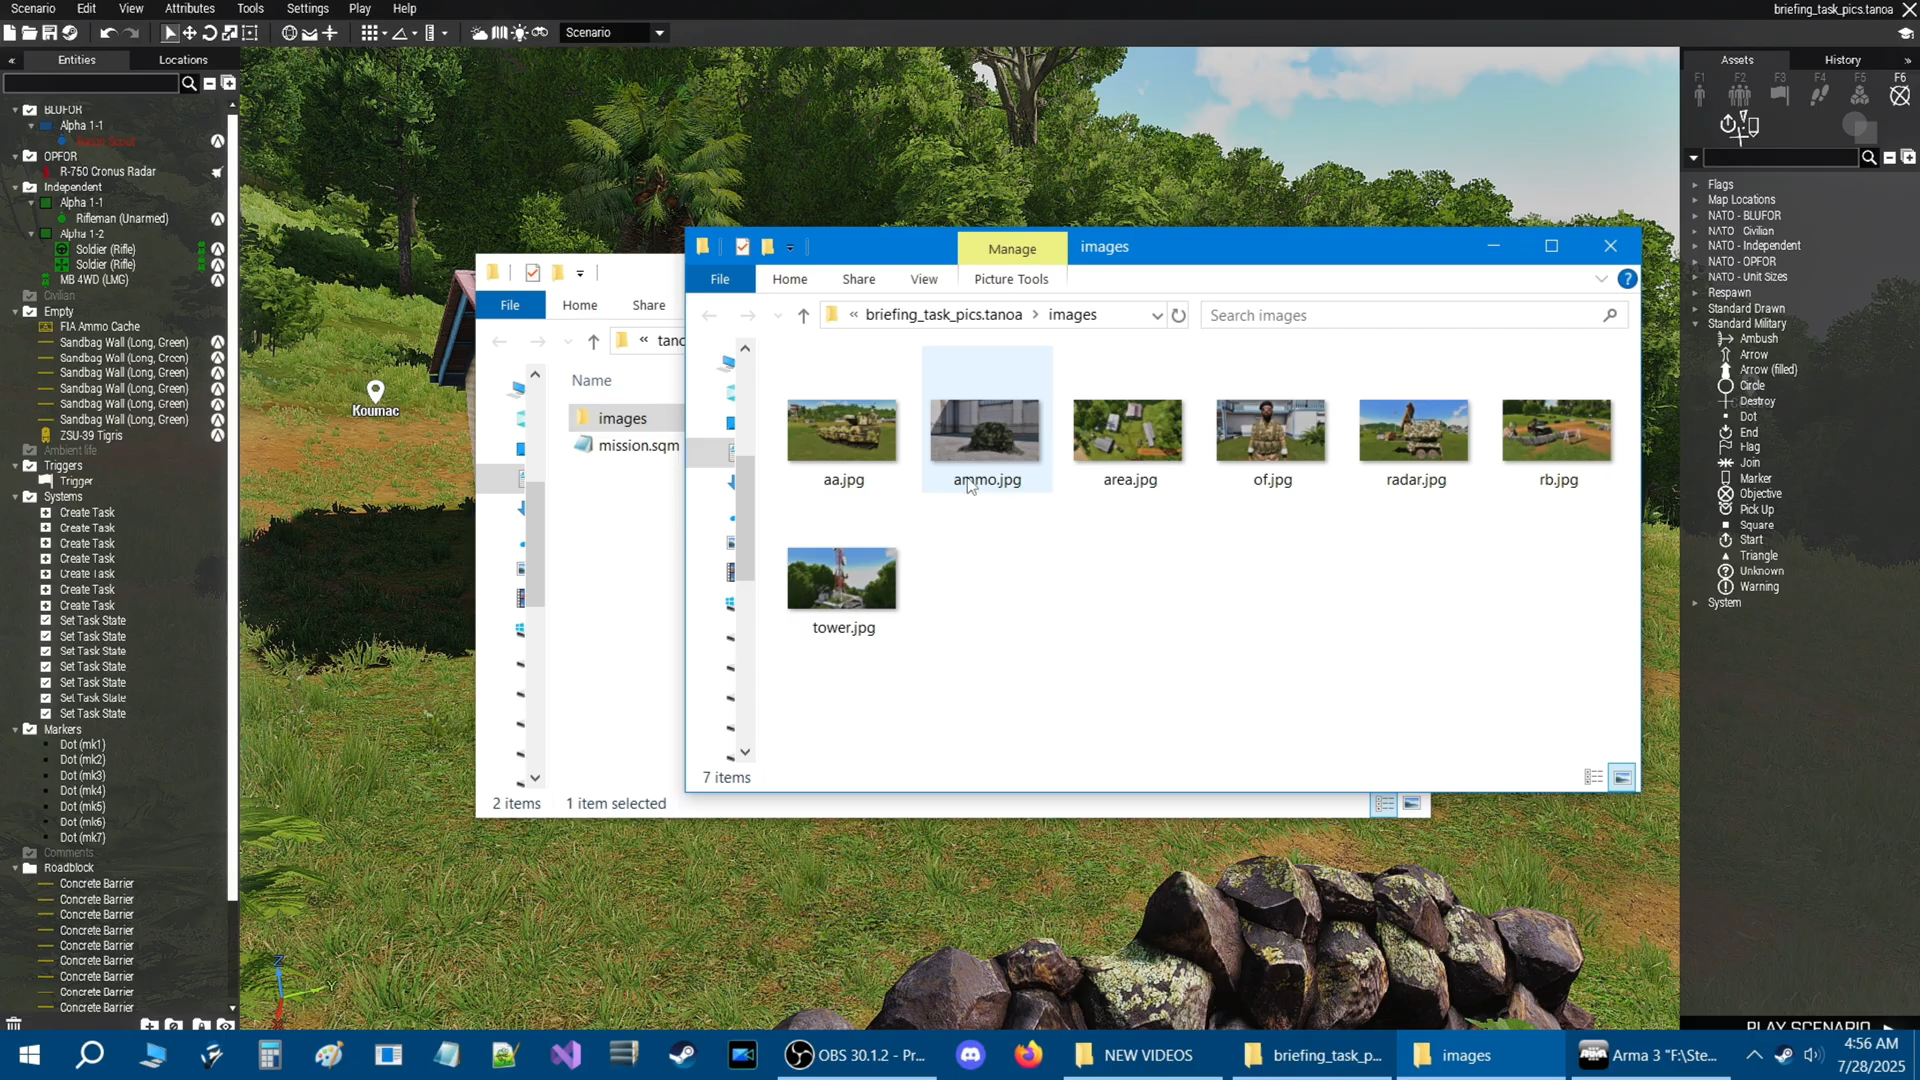 Scenario Edit View Attributes Tools Settings Play Help
briefing_task_pics.tanoa
Scenario
Entities Locations
BLUFOR
Alpha 1-1
OPFOR
R-750 Cronus Radar
Independent
Alpha 1-1
Rifleman (Unarmed)
Alpha 1-2
Soldier (Rifle)
Soldier (Rifle)
MB 4WD (LMG)
Civilian
Empty
FIA Ammo Cache
Sandbag Wall (Long, Green)
Sandbag Wall (Long, Green)
Sandbag Wall (Long, Green)
Sandbag Wall (Long, Green)
Sandbag Wall (Long, Green)
Sandbag Wall (Long, Green)
ZSU-39 Tigris
Ambient life
Triggers
Trigger
Systems
Create Task
Create Task
Create Task
Create Task
Create Task
Create Task
Create Task
Set Task State
Set Task State
Set Task State
Set Task State
Set Task State
Set Task State
Set Task State
Markers
Dot (mk1)
Dot (mk2)
Dot (mk3)
Dot (mk4)
Dot (mk5)
Dot (mk6)
Dot (mk7)
Comments
Roadblock
Concrete Barrier
Concrete Barrier
Concrete Barrier
Concrete Barrier
Concrete Barrier
Concrete Barrier
Concrete Barrier
Concrete Barrier
Concrete Barrier
Koumac
File Home Share
« tano
Name
images
mission.sqm
2 items 1 item selected
Manage images
File Home Share View Picture Tools
« briefing_task_pics.tanoa > images
Search images
aa.jpg ammo.jpg area.jpg of.jpg radar.jpg rb.jpg
tower.jpg
7 items
Assets History
F1 F2 F3 F4 F5 F6
Flags
Map Locations
NATO - BLUFOR
NATO - Civilian
NATO - Independent
NATO - OPFOR
NATO - Unit Sizes
Respawn
Standard Drawn
Standard Military
Ambush
Arrow
Arrow (filled)
Circle
Destroy
Dot
End
Flag
Join
Marker
Objective
Pick Up
Square
Start
Triangle
Unknown
Warning
System
PLAY SCENARIO
Z
Y
OBS 30.1.2 - Pr... NEW VIDEOS briefing_task_p... images Arma 3 "F:\Ste...
4:56 AM
7/28/2025